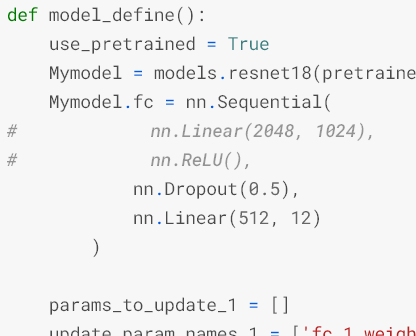 def model_define():
    use_pretrained = True
    Mymodel = models.resnet18(pretraine
    Mymodel.fc = nn.Sequential(
#            nn.Linear(2048, 1024),
#            nn.ReLU(),
            nn.Dropout(0.5),
            nn.Linear(512, 12)
        )
    params_to_update_1 = []
    update_param_names_1 = ['fc.1.weigh